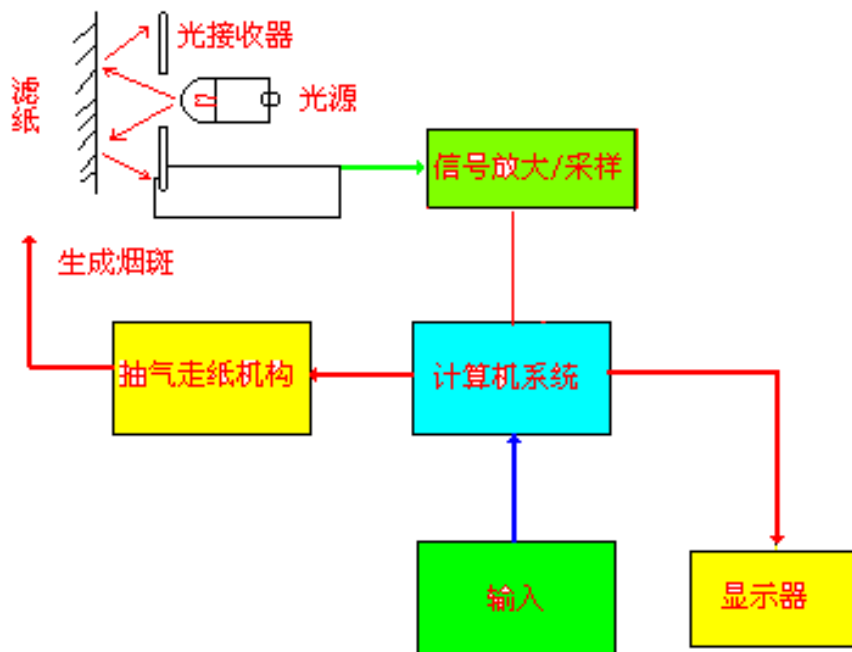 光接收器
光源
滤纸
信号放大/采样
生成烟斑
抽气走纸机构
计算机系统
输入
显示器